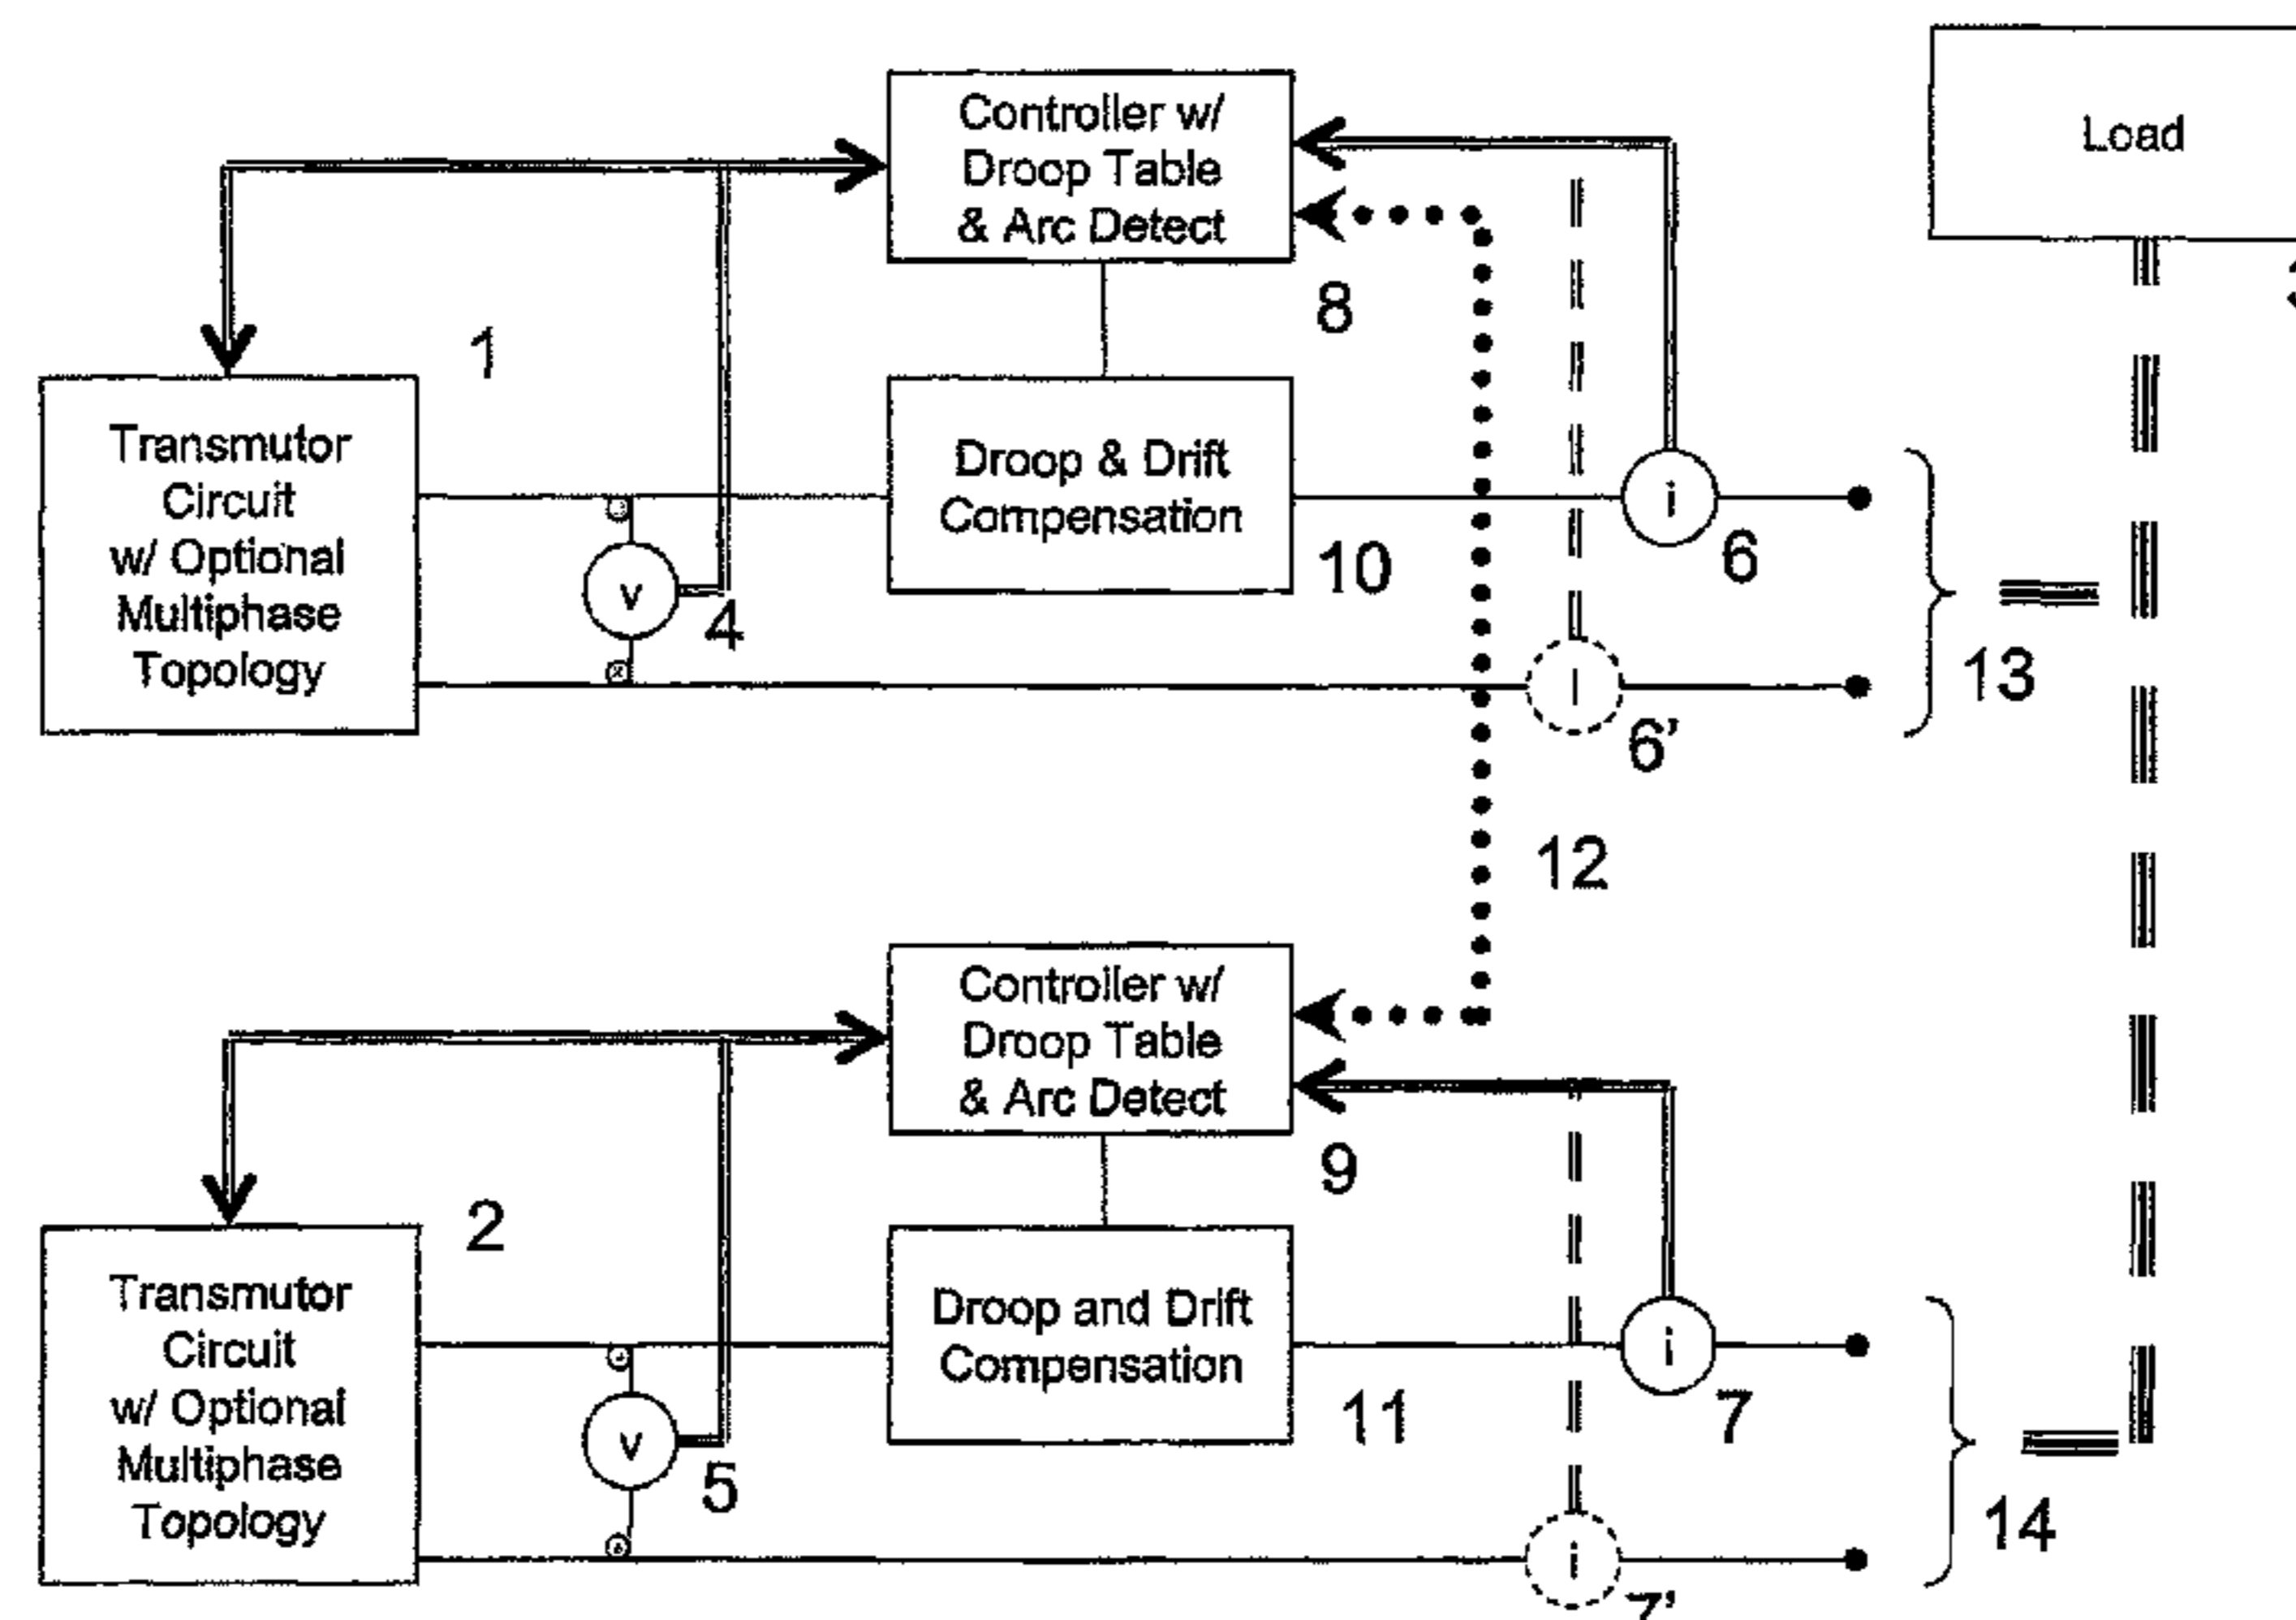 Controller w/
Droop Table
& Arc Detect
Load
8
1
Transmutor
Circuit
w/ Optional
Multiphase
Topology
Droop & Drift
Compensation
v
4
10
i
6
I
6'
13
12
Controller w/
Droop Table
& Arc Detect
9
2
Transmutor
Circuit
w/ Optional
Multiphase
Topology
Droop and Drift
Compensation
v
5
11
i
7
i
7'
14